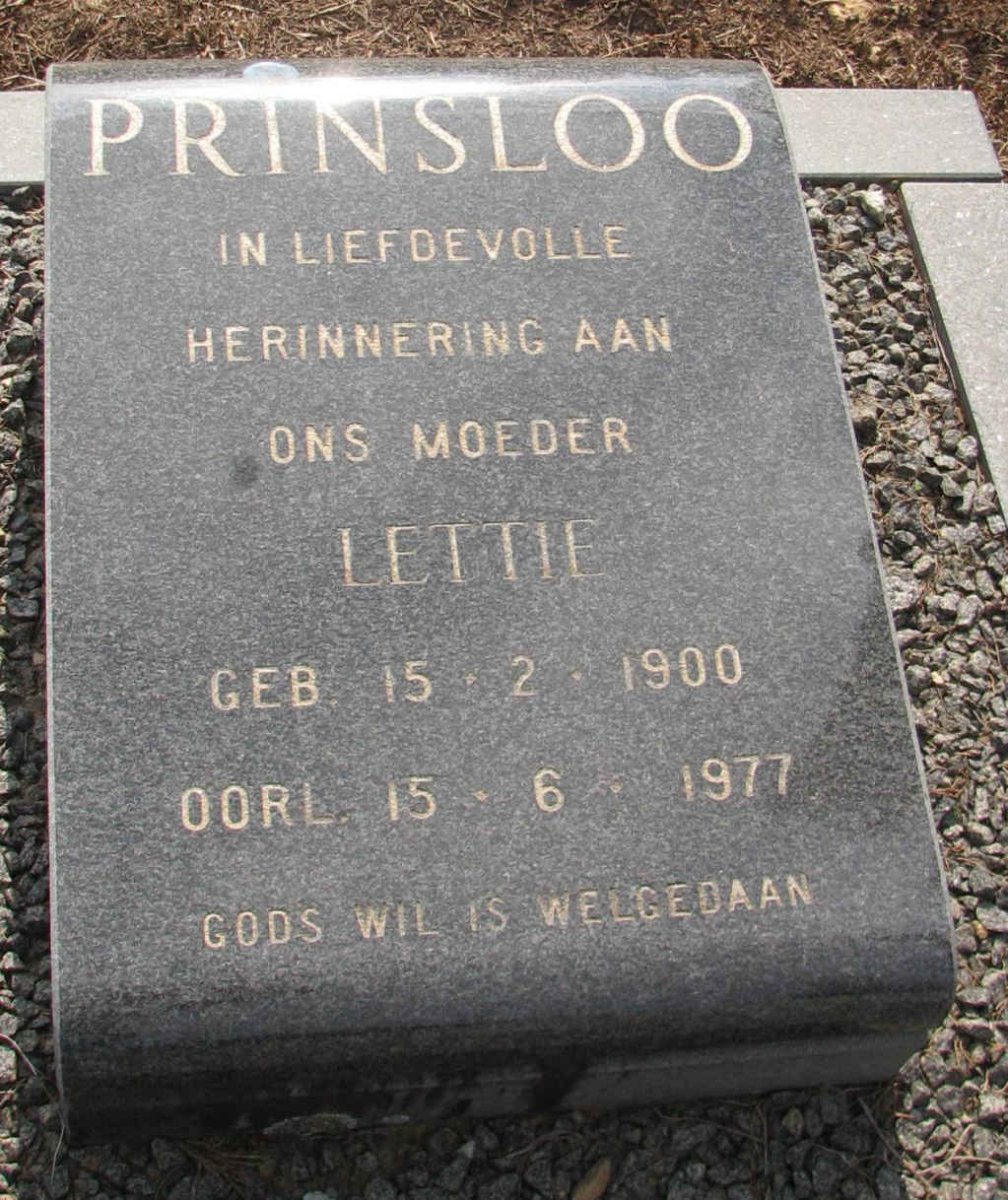 PRINSLOO
IN LIEFDEVOLLE
HERINNERING AAN
ONS MOEDER
LETTIE
GEB. 15 · 2 · 1900
OORL. 15 · 6 · 1977.
GODS WIL IS WELGEDAAN